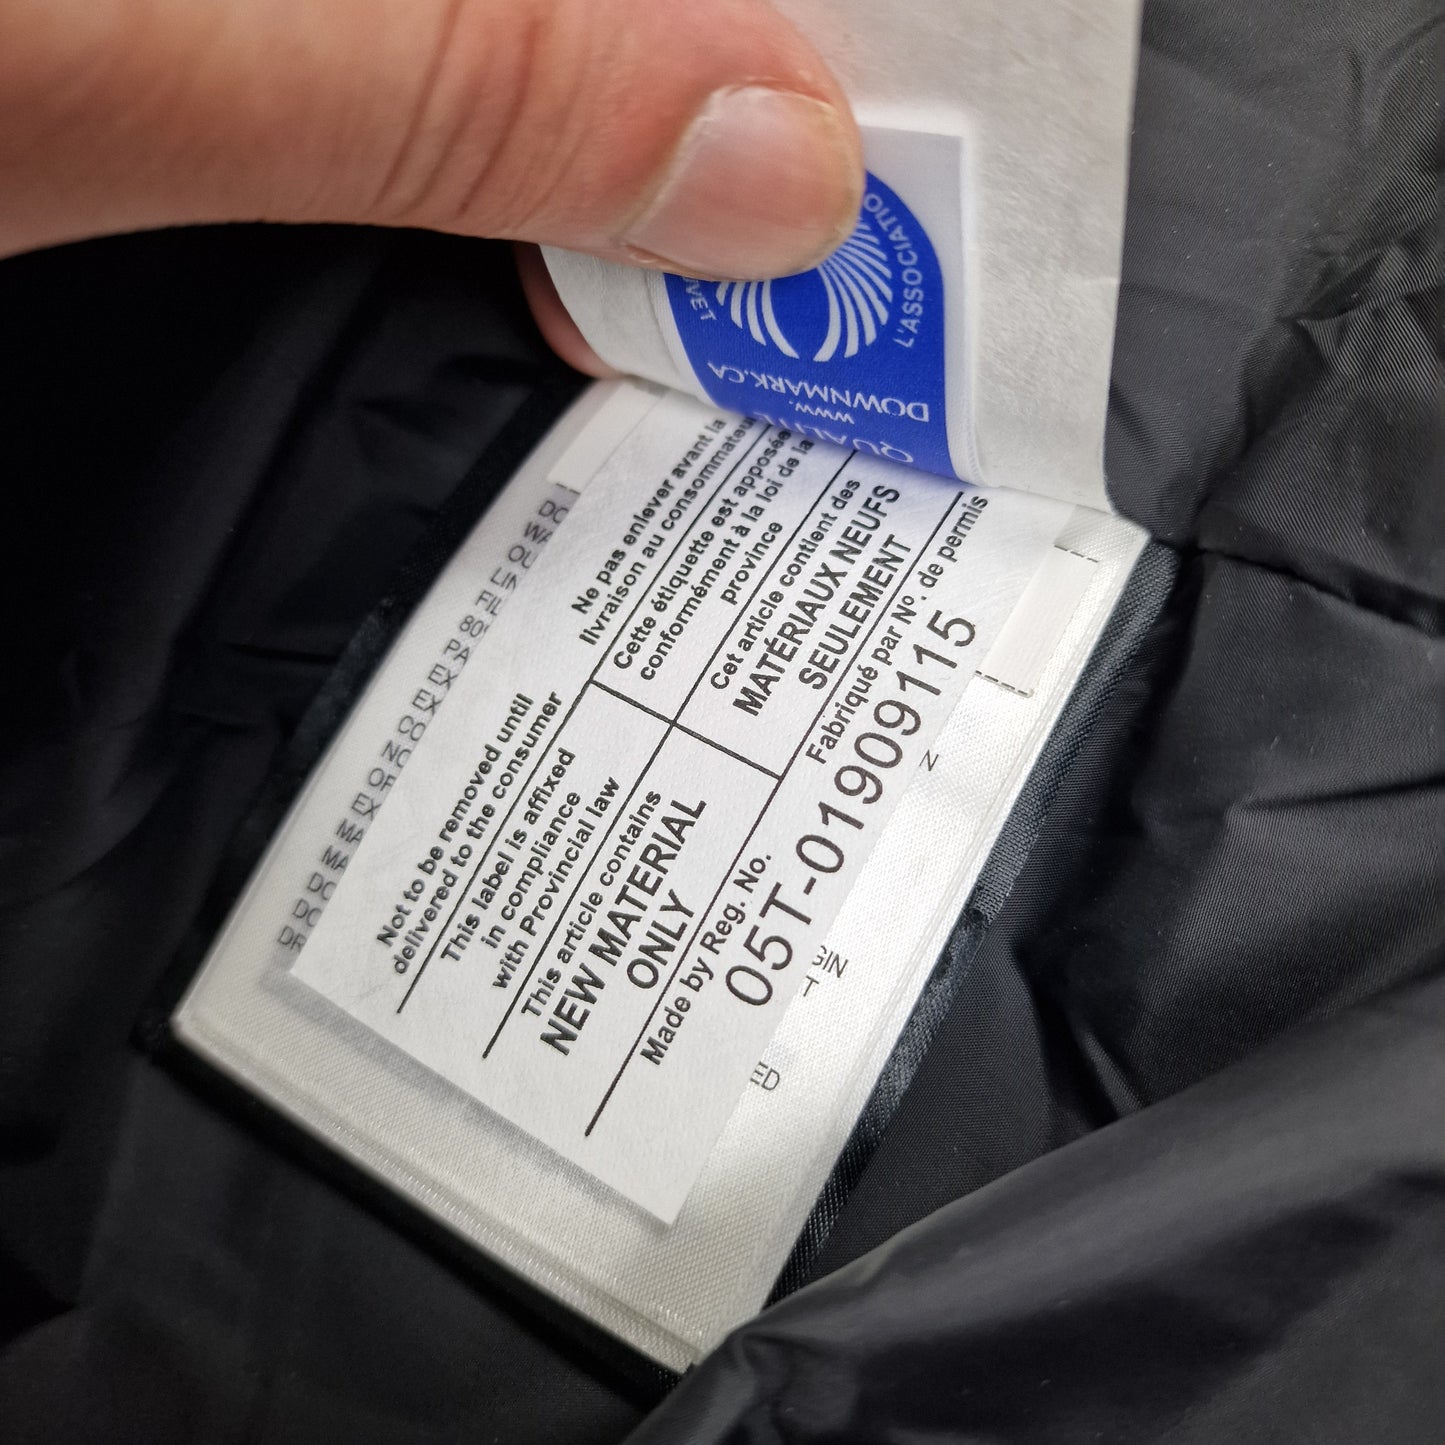 L'ASSOCIATIO
DOWNMARK.CA
www.
QUALITÉ
Ne pas enlever avant la
livraison au consommateur
Cette étiquette est apposée
conformément à la loi de la
province
Cet article contient des
MATÉRIAUX NEUFS
SEULEMENT
Fabriqué par Nº. de permis
Not to be removed until
delivered to the consumer
This label is affixed
in compliance
with Provincial law
This article contains
NEW MATERIAL
ONLY
Made by Reg. No.
05T-01909115